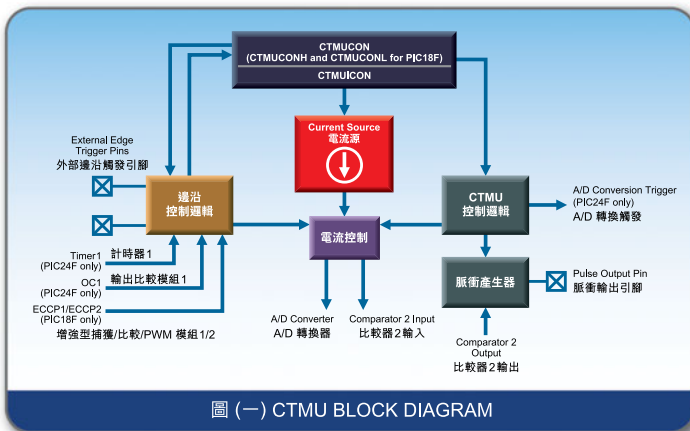 CTMUCON
(CTMUCONH and CTMUCONL for PIC18F)
CTMUICON
External Edge
Trigger Pins
外部邊沿觸發引腳
Current Source
電流源
邊沿
控制邏輯
CTMU
控制邏輯
A/D Conversion Trigger
(PIC24F only)
A/D 轉換觸發
電流控制
Timer1
(PIC24F only)
計時器1
OC1
(PIC24F only)
輸出比較模組1
ECCP1/ECCP2
(PIC18F only)
增強型捕獲/比較/PWM 模組1/2
脈衝產生器
Pulse Output Pin
脈衝輸出引腳
A/D Converter
A/D 轉換器
Comparator 2 Input
比較器2輸入
Comparator 2
Output
比較器2輸出
圖 (一) CTMU BLOCK DIAGRAM